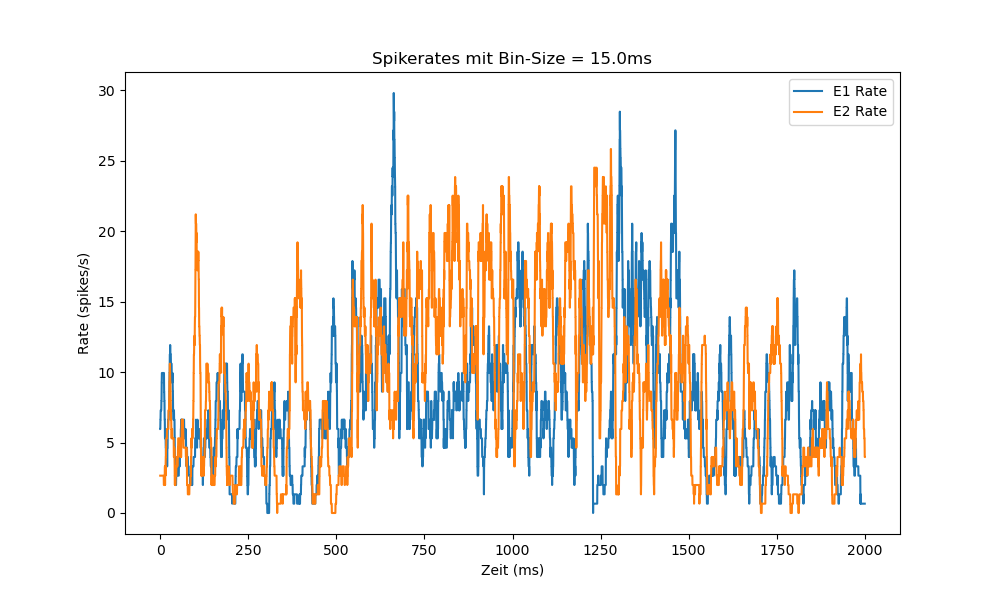 Spikerates mit Bin-Size = 15.0ms
E1 Rate
E2 Rate
30
25
20
15
10
5
0
Rate (spikes/s)
0 250 500 750 1000 1250 1500 1750 2000
Zeit (ms)